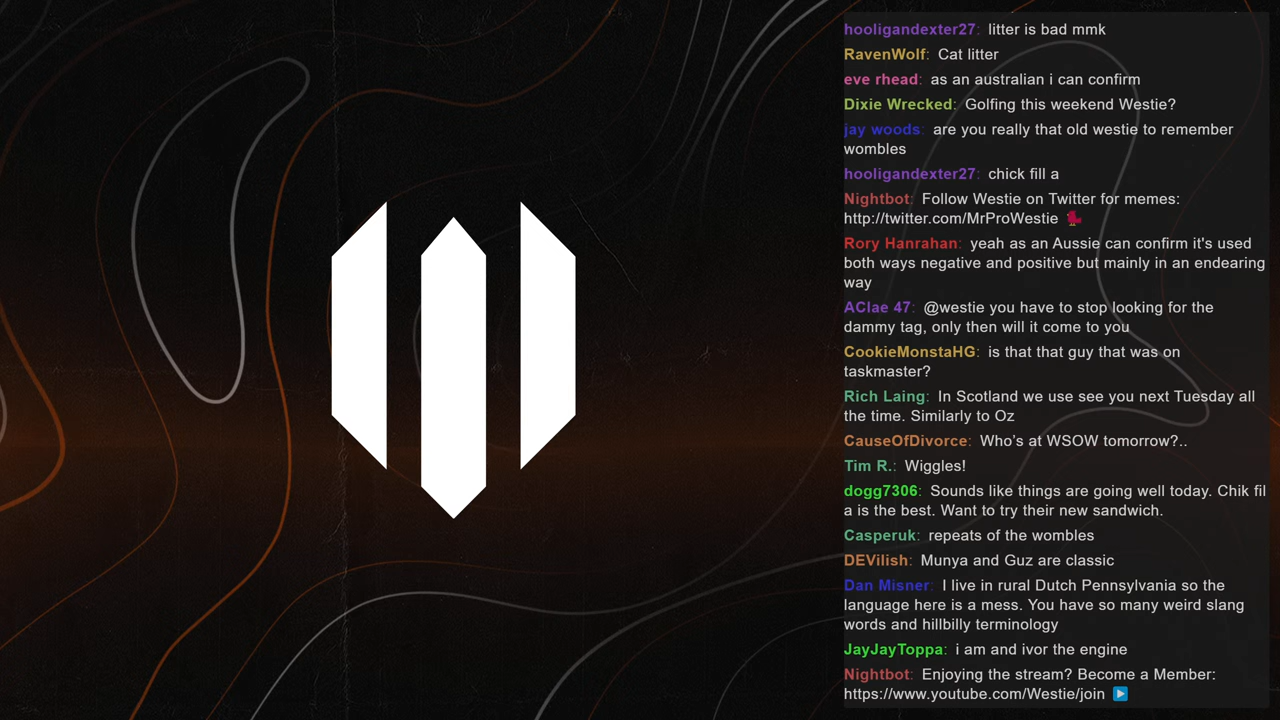 hooligandexter27: litter is bad mmk
RavenWolf: Cat litter
eve rhead: as an australian i can confirm
Dixie Wrecked: Golfing this weekend Westie?
jay woods: are you really that old westie to remember
wombles
hooligandexter27: chick fill a
Nightbot: Follow Westie on Twitter for memes:
http://twitter.com/MrProWestie
Rory Hanrahan: yeah as an Aussie can confirm it's used
both ways negative and positive but mainly in an endearing
way
AClae 47: @westie you have to stop looking for the
dammy tag, only then will it come to you
CookieMonstaHG: is that that guy that was on
taskmaster?
Rich Laing: In Scotland we use see you next Tuesday all
the time. Similarly to Oz
CauseOfDivorce: Who's at WSOW tomorrow?..
Tim R.: Wiggles!
dogg7306: Sounds like things are going well today. Chik fil
a is the best. Want to try their new sandwich.
Casperuk: repeats of the wombles
DEVilish: Munya and Guz are classic
Dan Misner: I live in rural Dutch Pennsylvania so the
language here is a mess. You have so many weird slang
words and hillbilly terminology
JayJayToppa: i am and ivor the engine
Nightbot: Enjoying the stream? Become a Member:
https://www.youtube.com/Westie/join